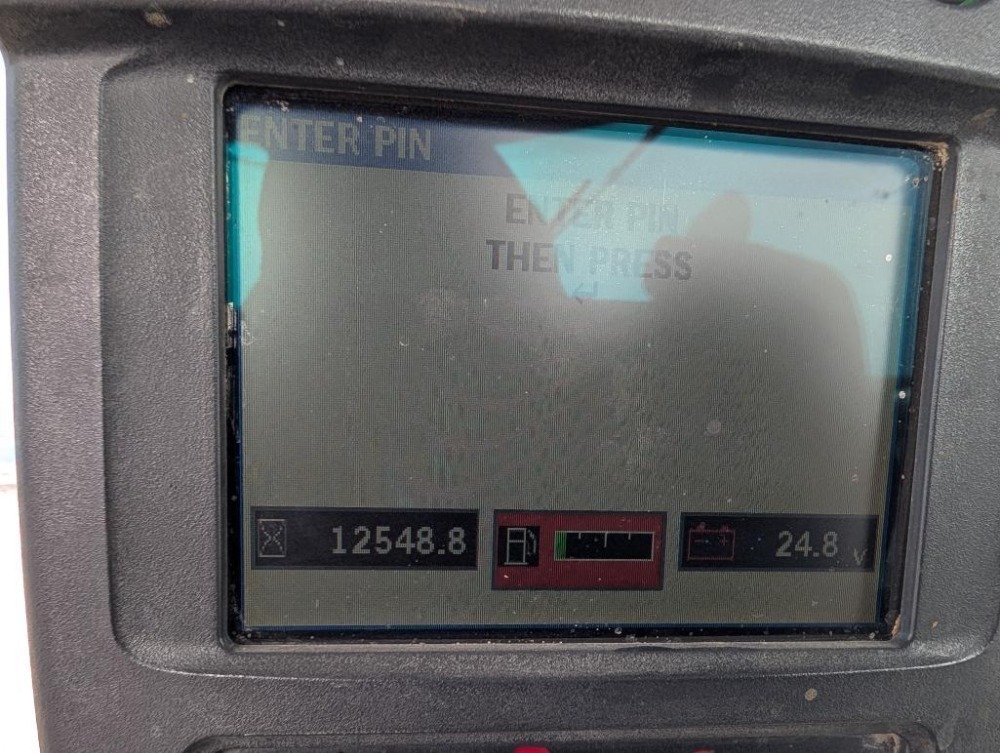 ENTER PIN
ENTER PIN
THEN PRESS
12548.8
24.8 V